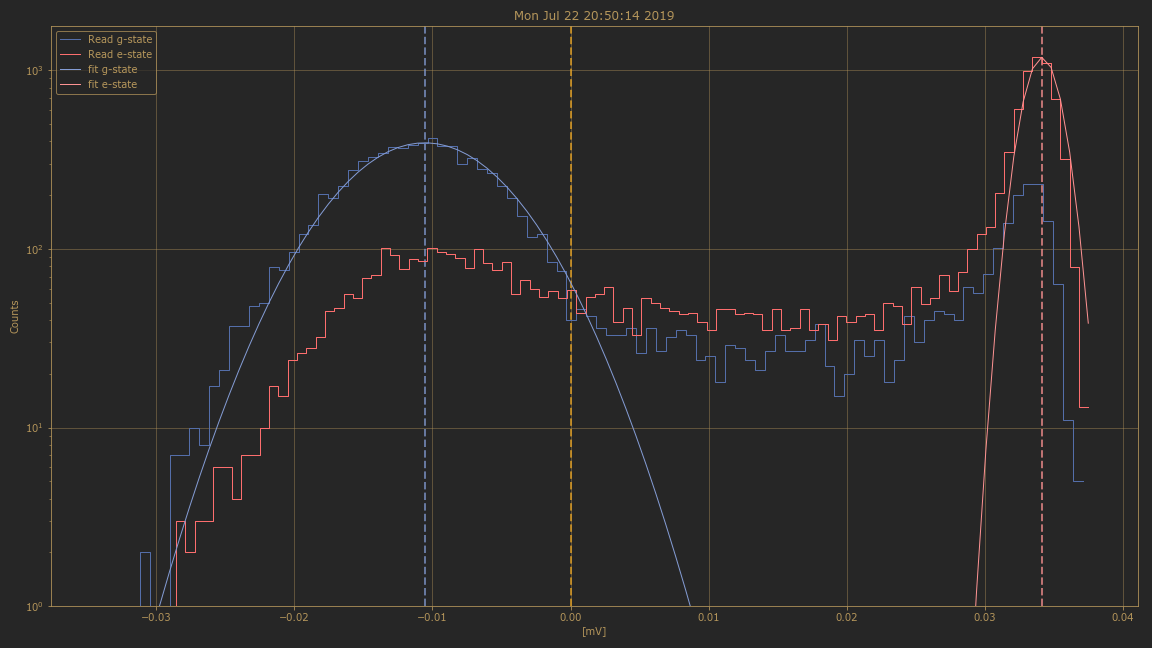 Mon Jul 22 20:50:14 2019
Read g-state
Read e-state
fit g-state
fit e-state
10³
10²
10¹
10⁰
Counts
−0.03 −0.02 −0.01 0.00 0.01 0.02 0.03 0.04
[mV]